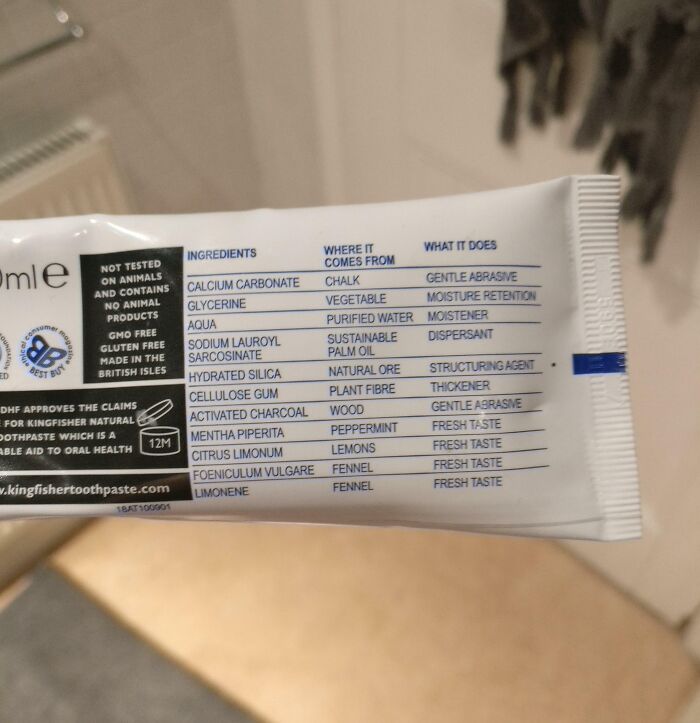 ml e
NOT TESTED
ON ANIMALS
AND CONTAINS
NO ANIMAL
PRODUCTS
GMO FREE
GLUTEN FREE
MADE IN THE
BRITISH ISLES
consumer magazine
BEST BUY
DHF APPROVES THE CLAIMS
FOR KINGFISHER NATURAL
OOTHPASTE WHICH IS A
ABLE AID TO ORAL HEALTH
12M
.kingfishertoothpaste.com
18AT100901
INGREDIENTS WHERE IT COMES FROM WHAT IT DOES
CALCIUM CARBONATE CHALK GENTLE ABRASIVE
GLYCERINE VEGETABLE MOISTURE RETENTION
AQUA PURIFIED WATER MOISTENER
SODIUM LAUROYL SARCOSINATE SUSTAINABLE PALM OIL DISPERSANT
HYDRATED SILICA NATURAL ORE STRUCTURING AGENT
CELLULOSE GUM PLANT FIBRE THICKENER
ACTIVATED CHARCOAL WOOD GENTLE ABRASIVE
MENTHA PIPERITA PEPPERMINT FRESH TASTE
CITRUS LIMONUM LEMONS FRESH TASTE
FOENICULUM VULGARE FENNEL FRESH TASTE
LIMONENE FENNEL FRESH TASTE